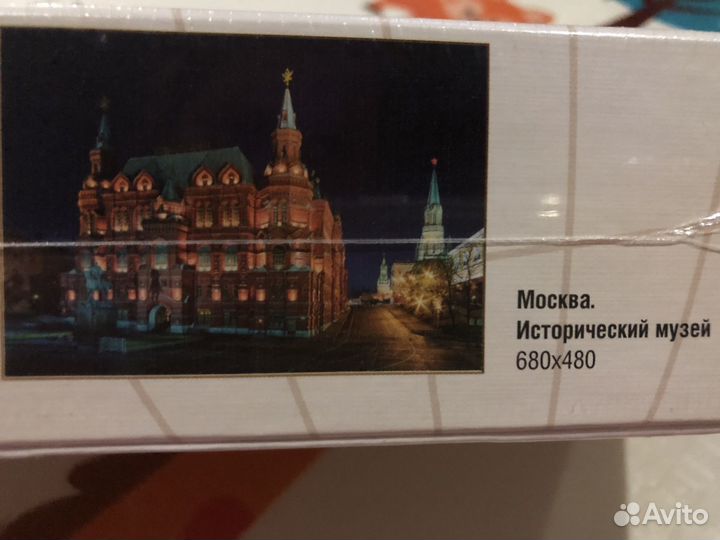 Москва.
Исторический музей
680x480
Avito